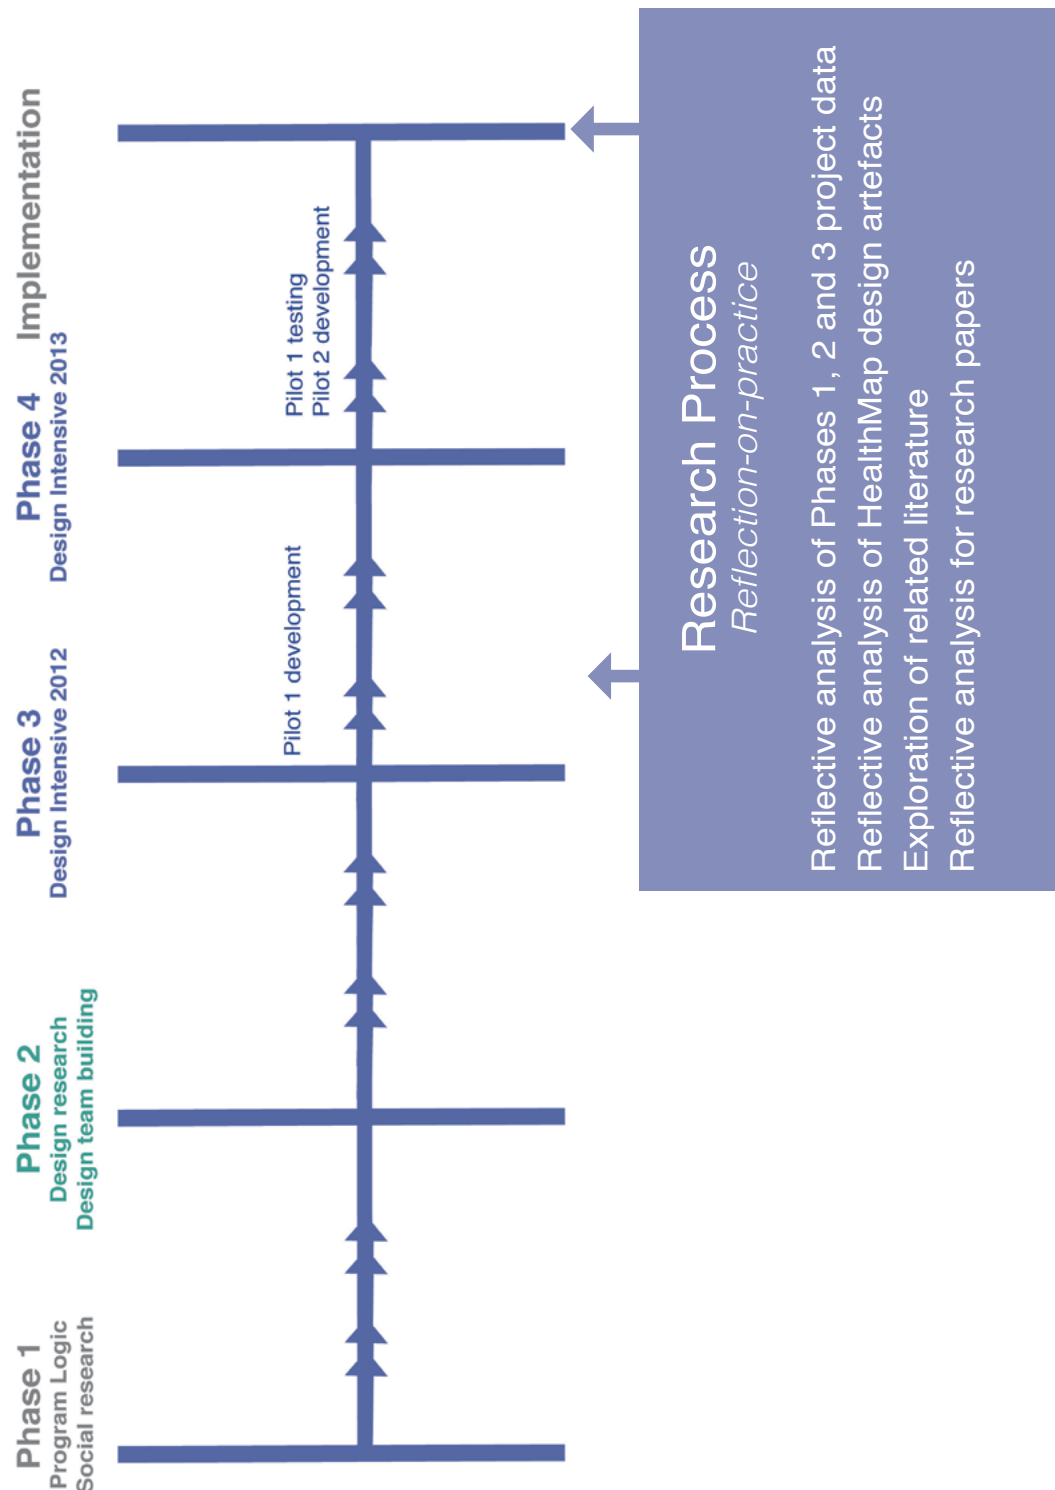 Phase 1
Program Logic
Social research
Phase 2
Design research
Design team building
Phase 3
Design Intensive 2012
Phase 4
Design Intensive 2013
Implementation
Pilot 1 development
Pilot 1 testing
Pilot 2 development
Research Process
Reflection-on-practice
Reflective analysis of Phases 1, 2 and 3 project data
Reflective analysis of HealthMap design artefacts
Exploration of related literature
Reflective analysis for research papers